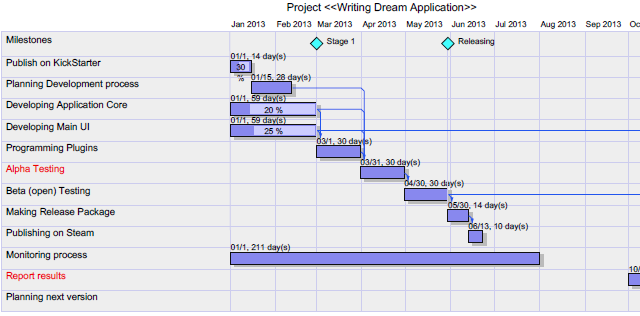 Project <<Writing Dream Application>>
Jan 2013 Feb 2013 Mar 2013 Apr 2013 May 2013 Jun 2013 Jul 2013 Aug 2013 Sep 2013
Milestones Stage 1 Releasing
Publish on KickStarter 01/1, 14 day(s)
30 %
Planning Development process 01/15, 28 day(s)
Developing Application Core 01/1, 59 day(s)
20 %
Developing Main UI 01/1, 59 day(s)
25 %
Programming Plugins 03/1, 30 day(s)
Alpha Testing 03/31, 30 day(s)
Beta (open) Testing 04/30, 30 day(s)
Making Release Package 05/30, 14 day(s)
Publishing on Steam 06/13, 10 day(s)
Monitoring process 01/1, 211 day(s)
Report results 10/
Planning next version